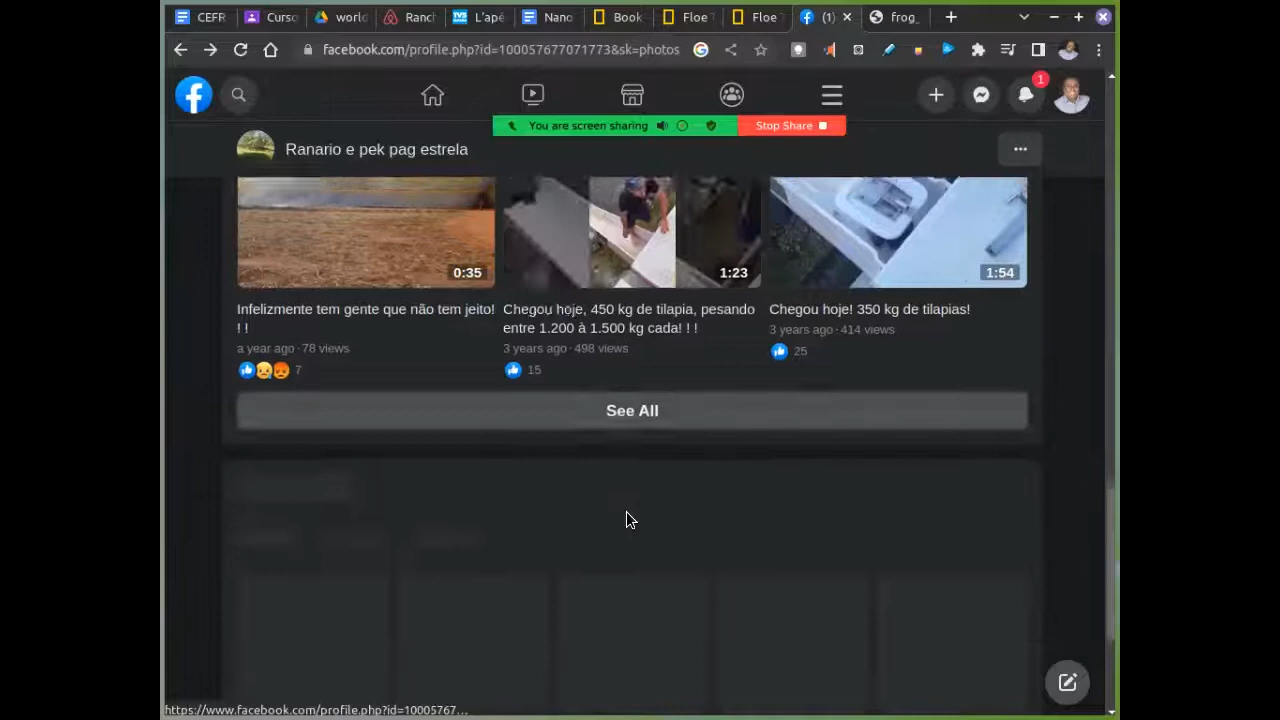 CEFR
Curso
world
Ranch
TV5 L'apé
Nano
Book
Floe
Floe
(1)
frog_
facebook.com/profile.php?id=100057677071773&sk=photos
1
You are screen sharing
Stop Share
Ranario e pek pag estrela
0:35
1:23
1:54
Infelizmente tem gente que não tem jeito!
! !
a year ago · 78 views
7
Chegou hoje, 450 kg de tilapia, pesando
entre 1.200 à 1.500 kg cada! ! !
3 years ago · 498 views
15
Chegou hoje! 350 kg de tilapias!
3 years ago · 414 views
25
See All
https://www.facebook.com/profile.php?id=10005767...